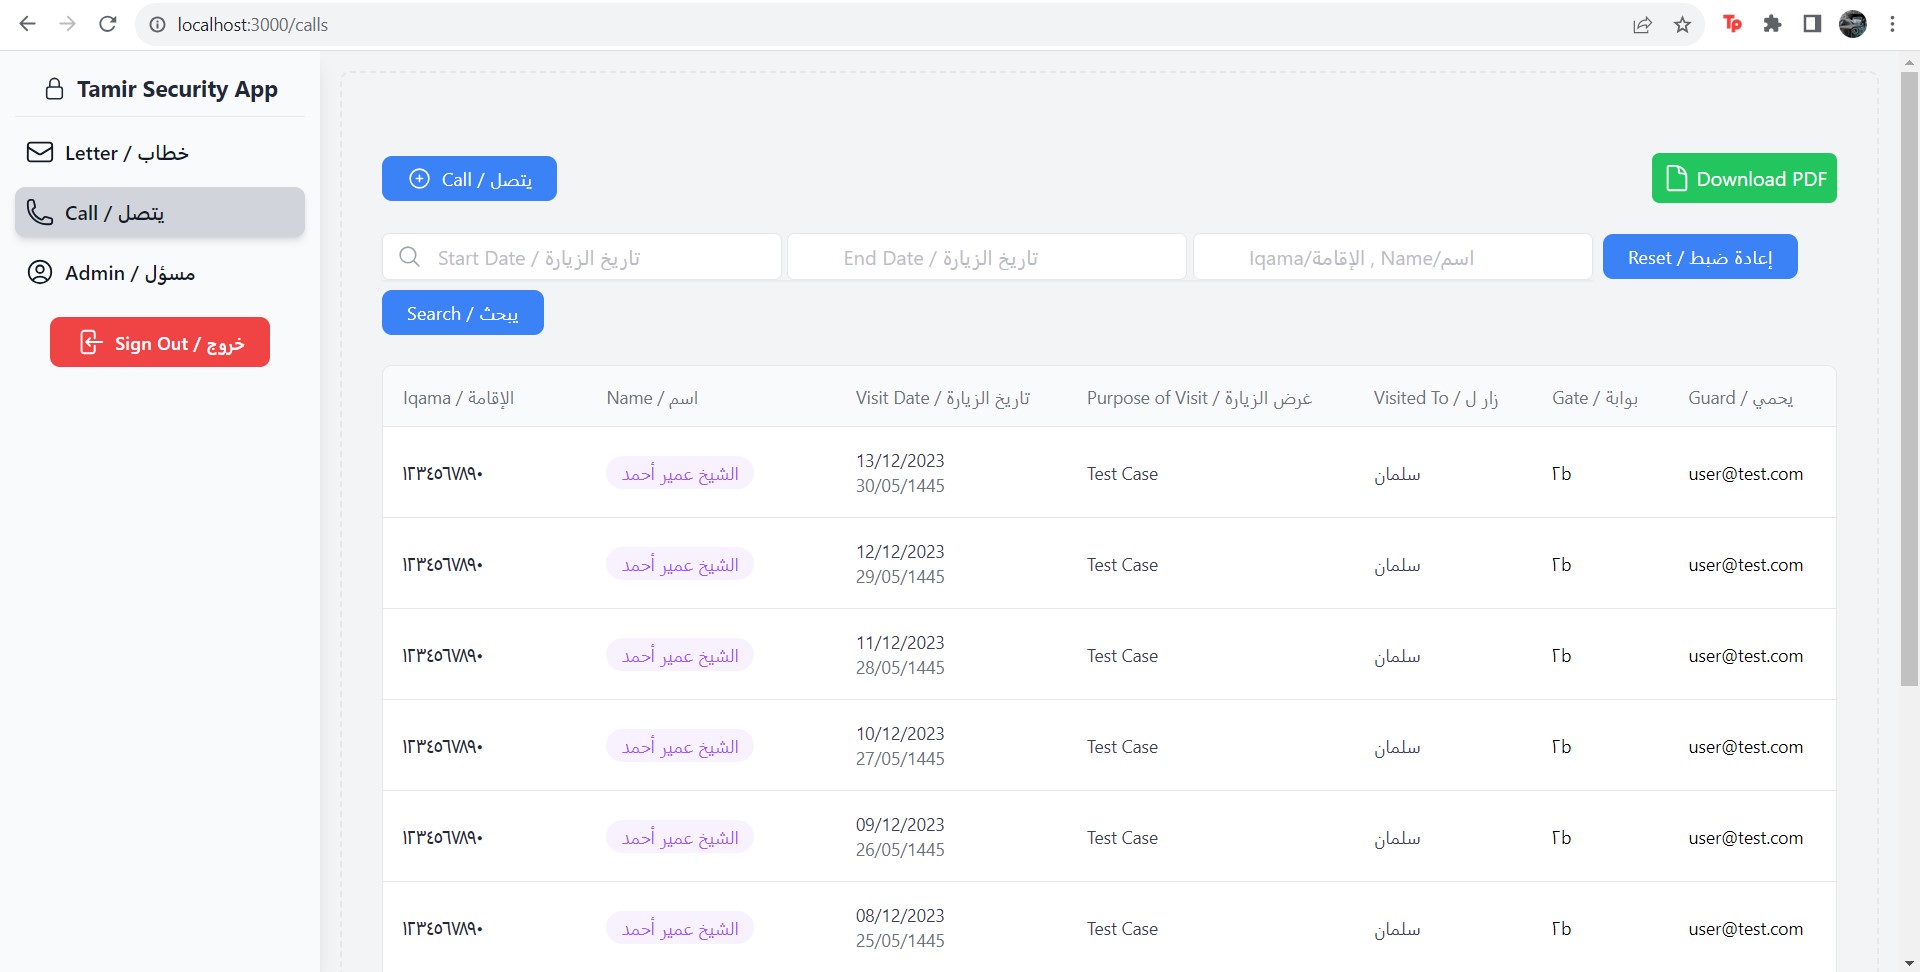 localhost:3000/calls
Tamir Security App
Letter / خطاب
Call / يتصل
Admin / مسؤل
Sign Out / خروج
Call / يتصل
Download PDF
Start Date / تاريخ الزيارة
End Date / تاريخ الزيارة
Iqama/الإقامة , Name/اسم
Reset / إعادة ضبط
Search / يبحث
Iqama / الإقامة Name / اسم Visit Date / تاريخ الزيارة Purpose of Visit / غرض الزيارة Visited To / زار ل Gate / بوابة Guard / يحمي
١٢٣٤٥٦٧٨٩٠ الشيخ عمير أحمد 13/12/2023 Test Case سلمان ٢b user@test.com
30/05/1445
١٢٣٤٥٦٧٨٩٠ الشيخ عمير أحمد 12/12/2023 Test Case سلمان ٢b user@test.com
29/05/1445
١٢٣٤٥٦٧٨٩٠ الشيخ عمير أحمد 11/12/2023 Test Case سلمان ٢b user@test.com
28/05/1445
١٢٣٤٥٦٧٨٩٠ الشيخ عمير أحمد 10/12/2023 Test Case سلمان ٢b user@test.com
27/05/1445
١٢٣٤٥٦٧٨٩٠ الشيخ عمير أحمد 09/12/2023 Test Case سلمان ٢b user@test.com
26/05/1445
١٢٣٤٥٦٧٨٩٠ الشيخ عمير أحمد 08/12/2023 Test Case سلمان ٢b user@test.com
25/05/1445